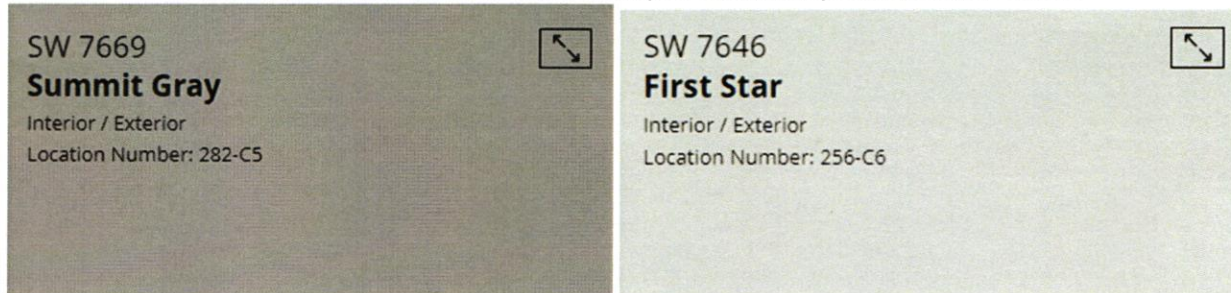 SW 7669
Summit Gray
Interior / Exterior
Location Number: 282-C5
SW 7646
First Star
Interior / Exterior
Location Number: 256-C6